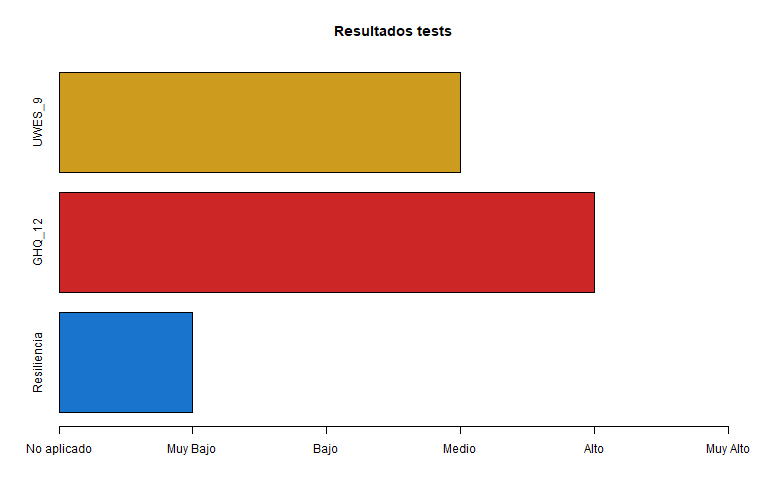 Resultados tests
UWES_9
GHQ_12
Resiliencia
No aplicado
Muy Bajo
Bajo
Medio
Alto
Muy Alto